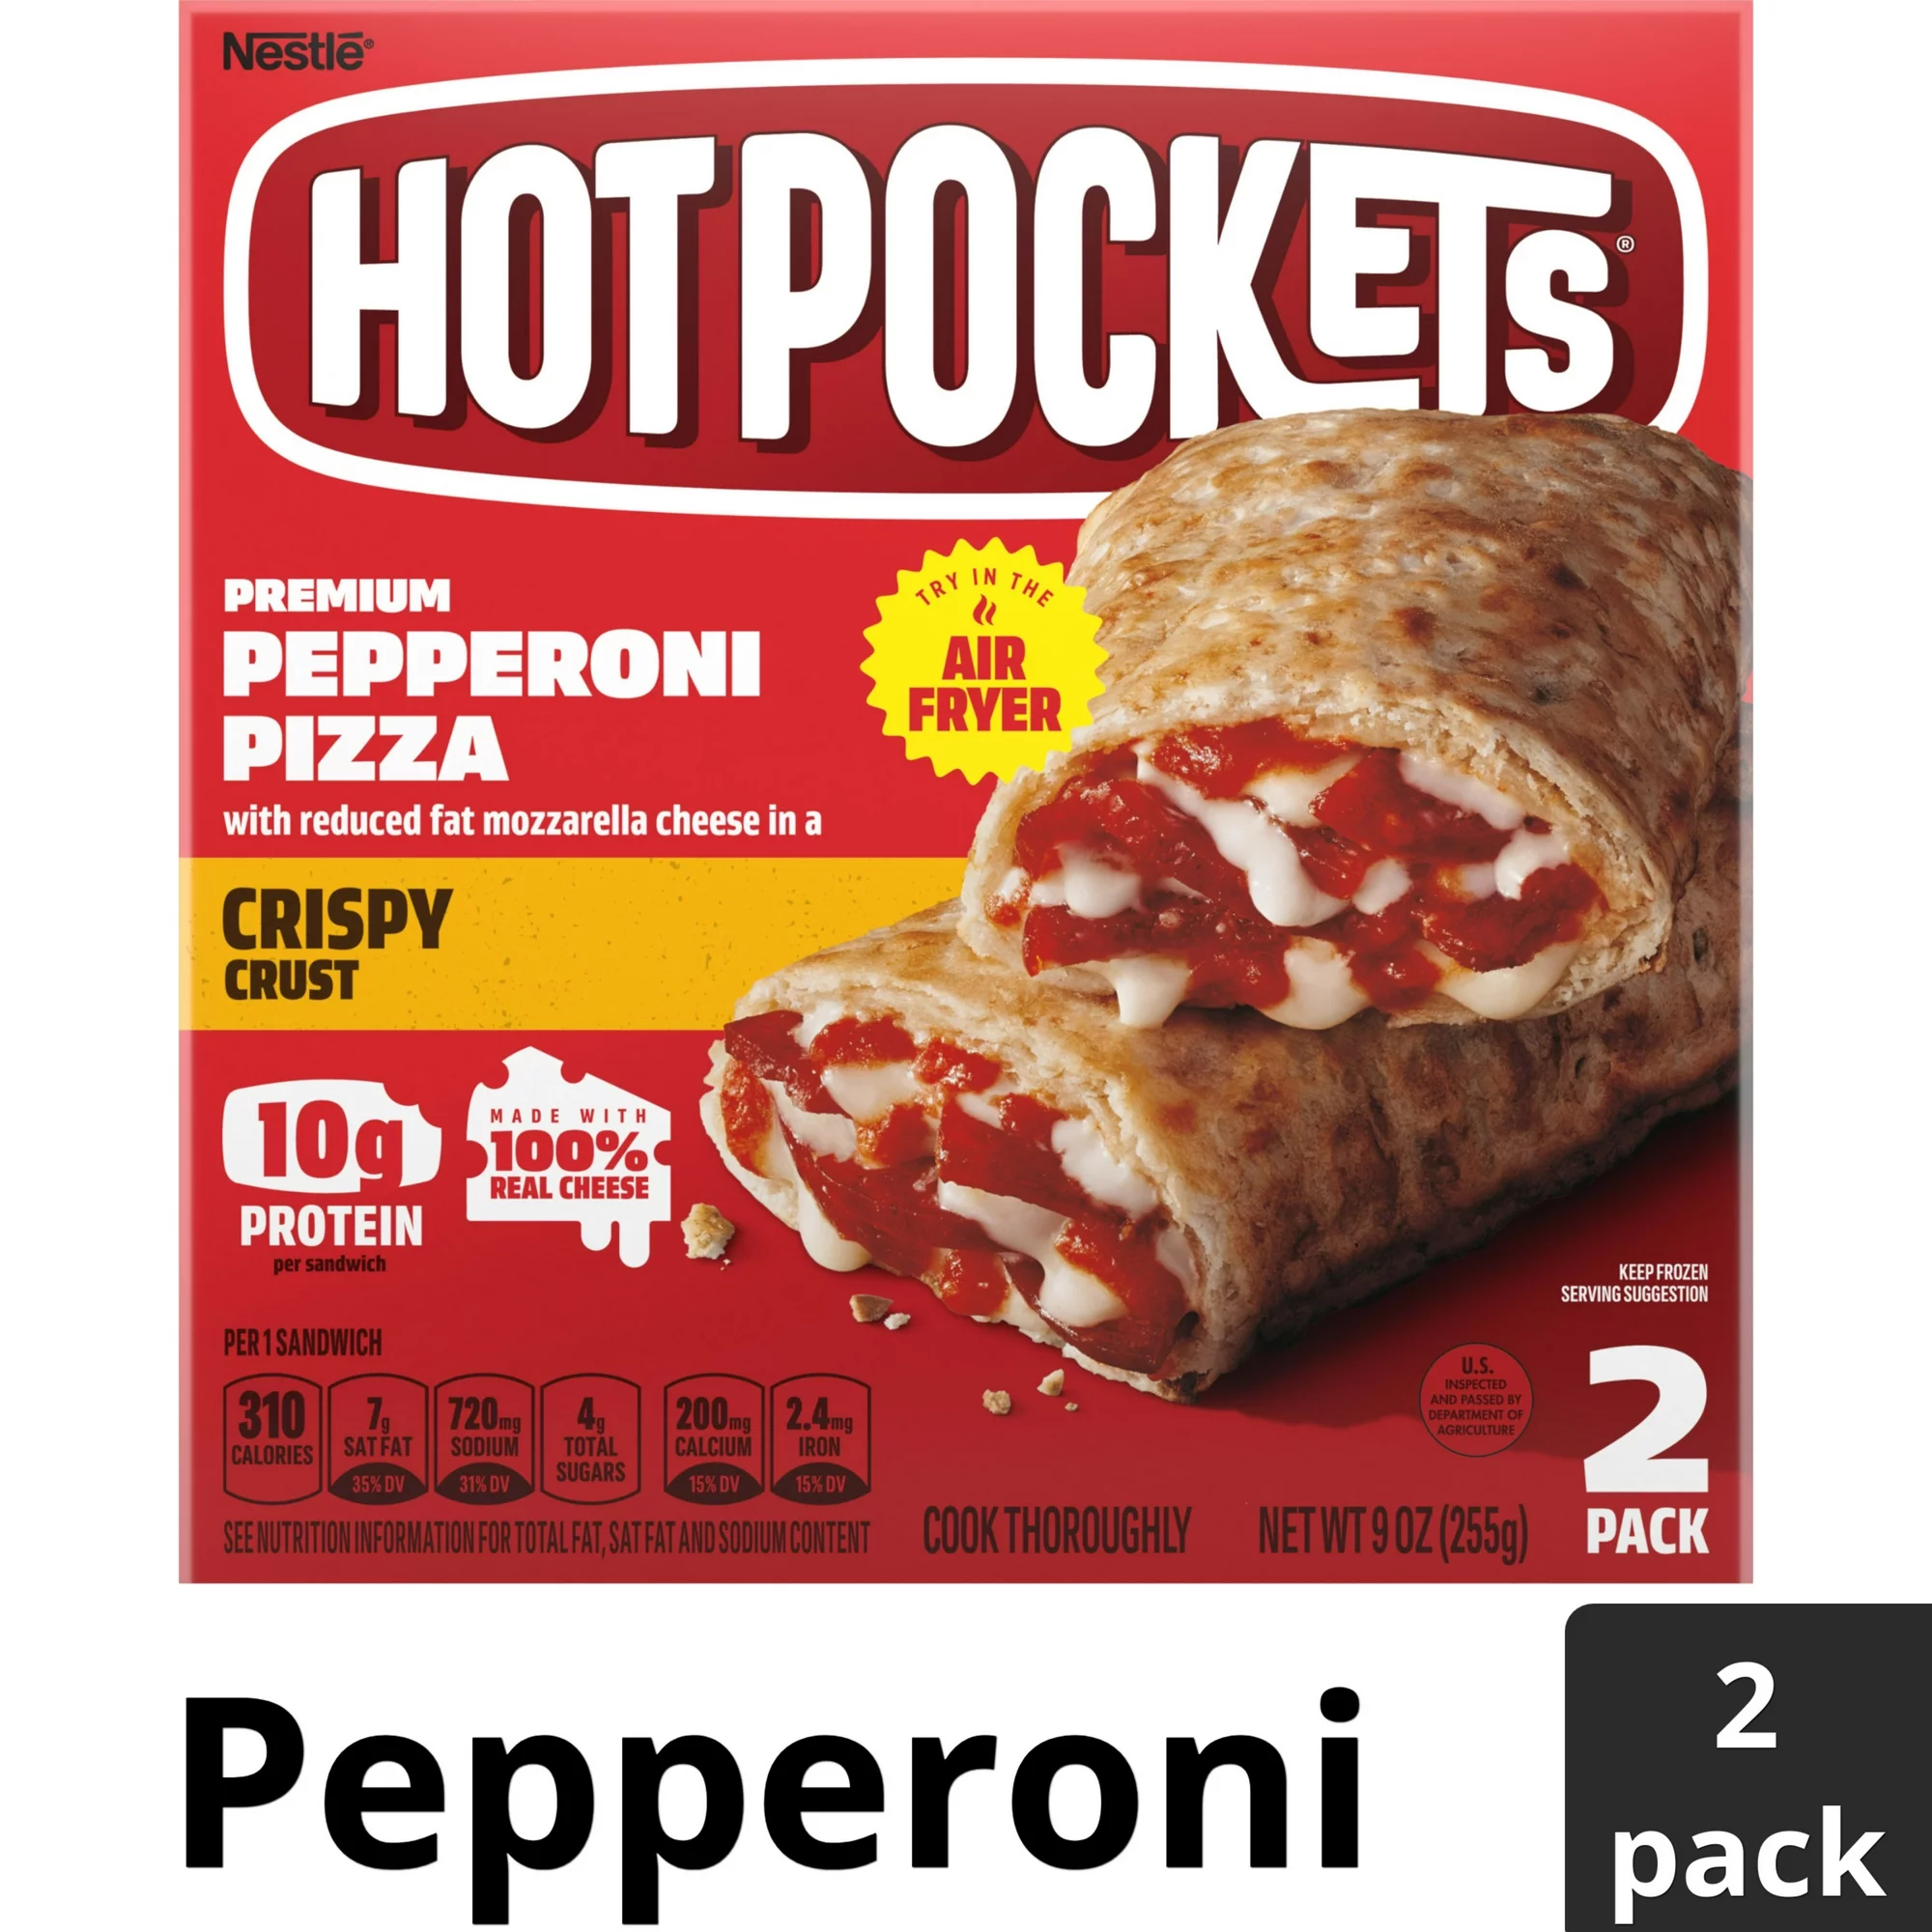 Nestlé®
HOT POCKETS®
PREMIUM
PEPPERONI
PIZZA
with reduced fat mozzarella cheese in a
TRY IN THE
AIR
FRYER
CRISPY
CRUST
10g
PROTEIN
per sandwich
MADE WITH
100%
REAL CHEESE
KEEP FROZEN
SERVING SUGGESTION
PER 1 SANDWICH
310
CALORIES
7g
SAT FAT
35% DV
720mg
SODIUM
31% DV
4g
TOTAL
SUGARS
200mg
CALCIUM
15% DV
2.4mg
IRON
15% DV
SEE NUTRITION INFORMATION FOR TOTAL FAT, SAT FAT AND SODIUM CONTENT
COOK THOROUGHLY
NET WT 9 OZ (255g)
U.S.
INSPECTED
AND PASSED BY
DEPARTMENT OF
AGRICULTURE
2
PACK
Pepperoni
2
pack